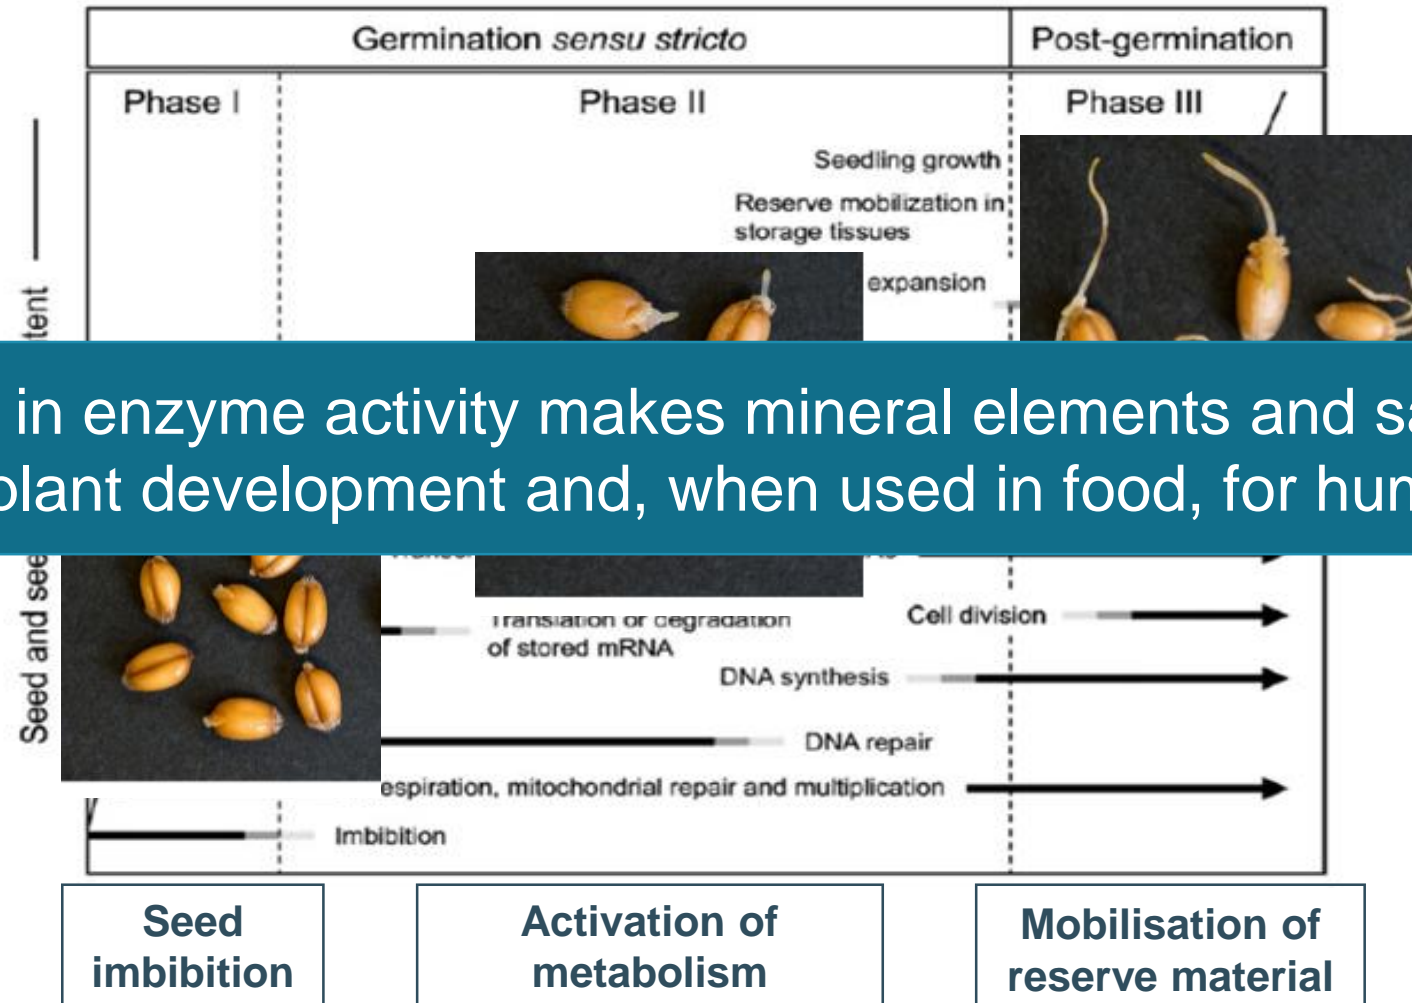 Germination sensu stricto
Post-germination
Phase I
Phase II
Phase III
Seedling growth
Reserve mobilization in
storage tissues
expansion
in enzyme activity makes mineral elements and
plant development and, when used in food, for
Seed and
Translation or degradation
of stored mRNA
Cell division
DNA synthesis
DNA repair
espiration, mitochondrial repair and multiplication
Imbibition
Seed
imbibition
Activation of
metabolism
Mobilisation of
reserve material